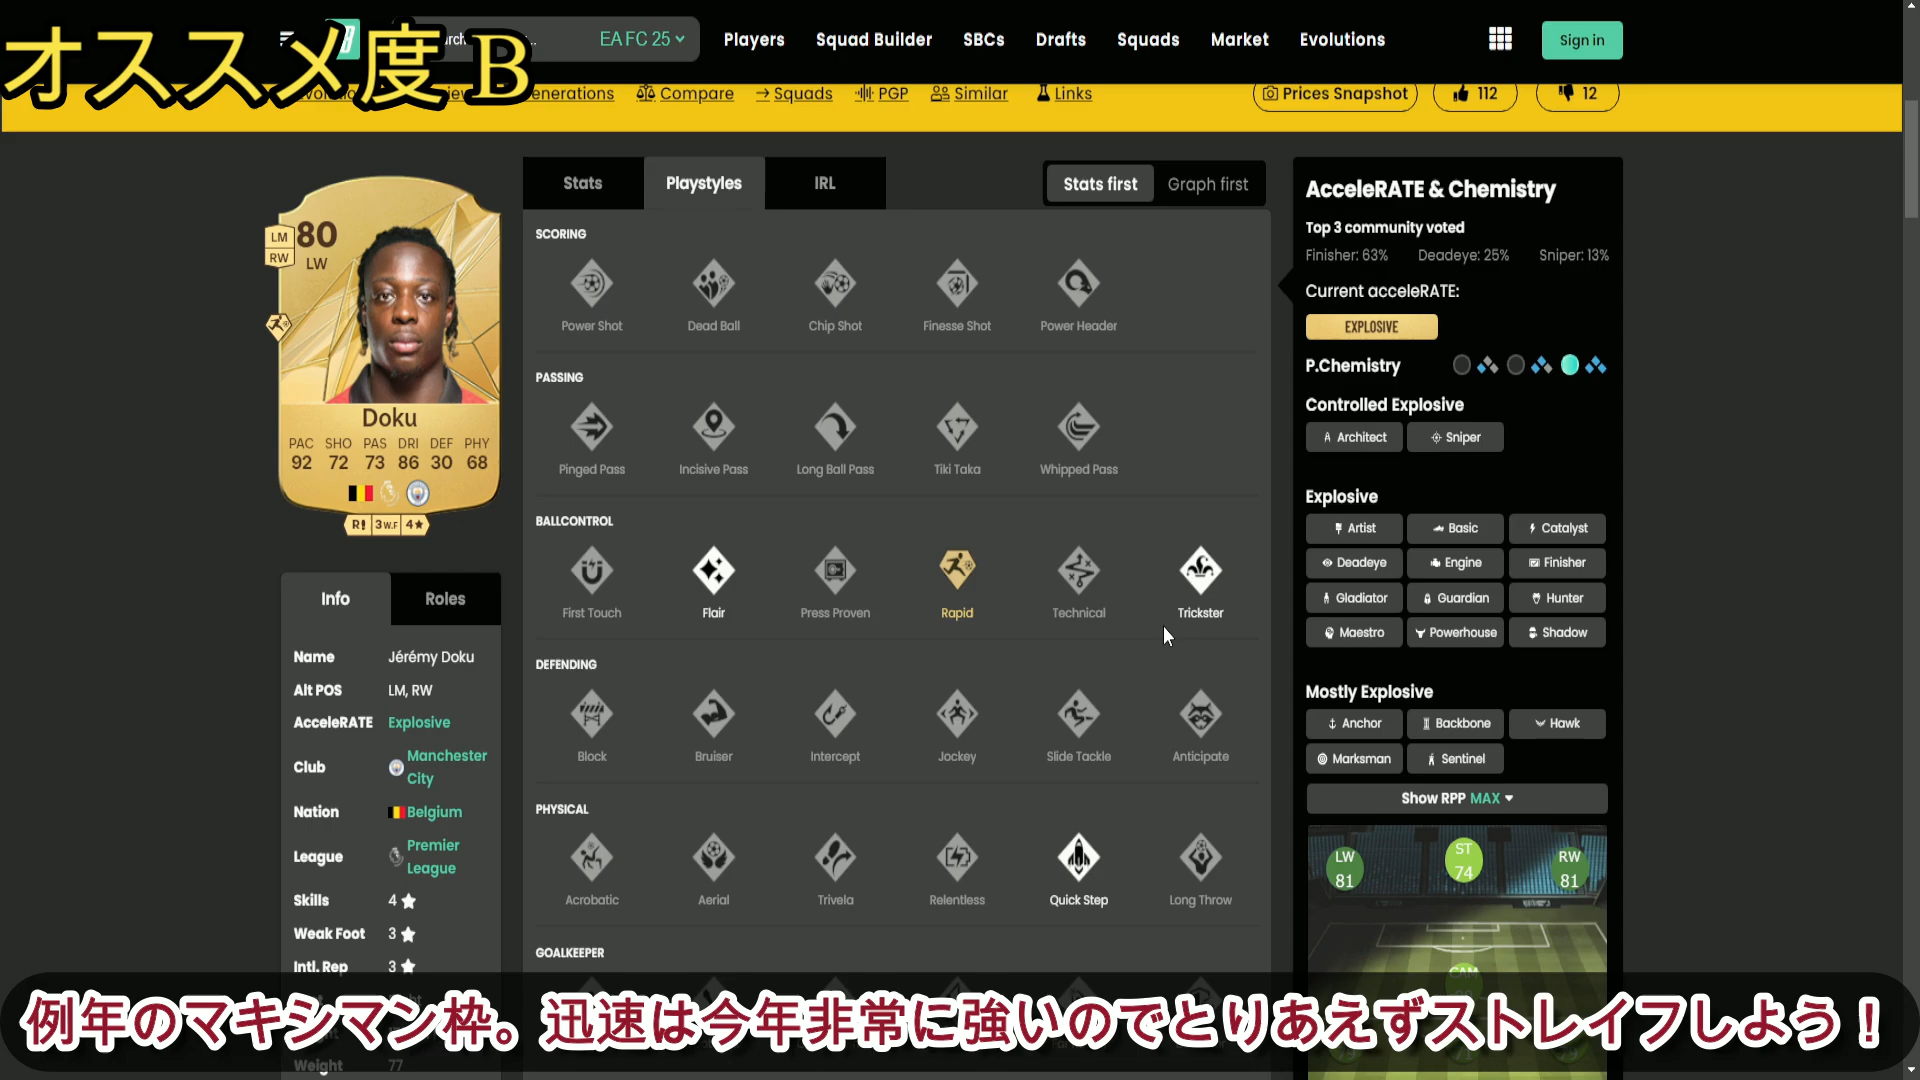 オススメ度 B
EA FC 25
Players
Squad Builder
SBCs
Drafts
Squads
Market
Evolutions
Sign in
Compare
Squads
PGP
Similar
Links
Prices Snapshot
112
12
80
LW
LM
RW
Doku
PAC SHO PAS DRI DEF PHY
92 72 73 86 30 68
R! 3 W.F 4★
Info
Roles
Name Jérémy Doku
Alt POS LM, RW
AcceleRATE Explosive
Club Manchester City
Nation Belgium
League Premier League
Skills 4 ★
Weak Foot 3 ★
Intl. Rep 3 ★
Weight 77
Stats
Playstyles
IRL
Stats first
Graph first
SCORING
Power Shot
Dead Ball
Chip Shot
Finesse Shot
Power Header
PASSING
Pinged Pass
Incisive Pass
Long Ball Pass
Tiki Taka
Whipped Pass
BALLCONTROL
First Touch
Flair
Press Proven
Rapid
Technical
Trickster
DEFENDING
Block
Bruiser
Intercept
Jockey
Slide Tackle
Anticipate
PHYSICAL
Acrobatic
Aerial
Trivela
Relentless
Quick Step
Long Throw
GOALKEEPER
AcceleRATE & Chemistry
Top 3 community voted
Finisher: 63% Deadeye: 25% Sniper: 13%
Current acceleRATE:
EXPLOSIVE
P.Chemistry
Controlled Explosive
Architect
Sniper
Explosive
Artist
Basic
Catalyst
Deadeye
Engine
Finisher
Gladiator
Guardian
Hunter
Maestro
Powerhouse
Shadow
Mostly Explosive
Anchor
Backbone
Hawk
Marksman
Sentinel
Show RPP MAX
LW
81
ST
74
RW
81
CAM
例年のマキシマン枠。迅速は今年非常に強いのでとりあえずストレイフしよう！